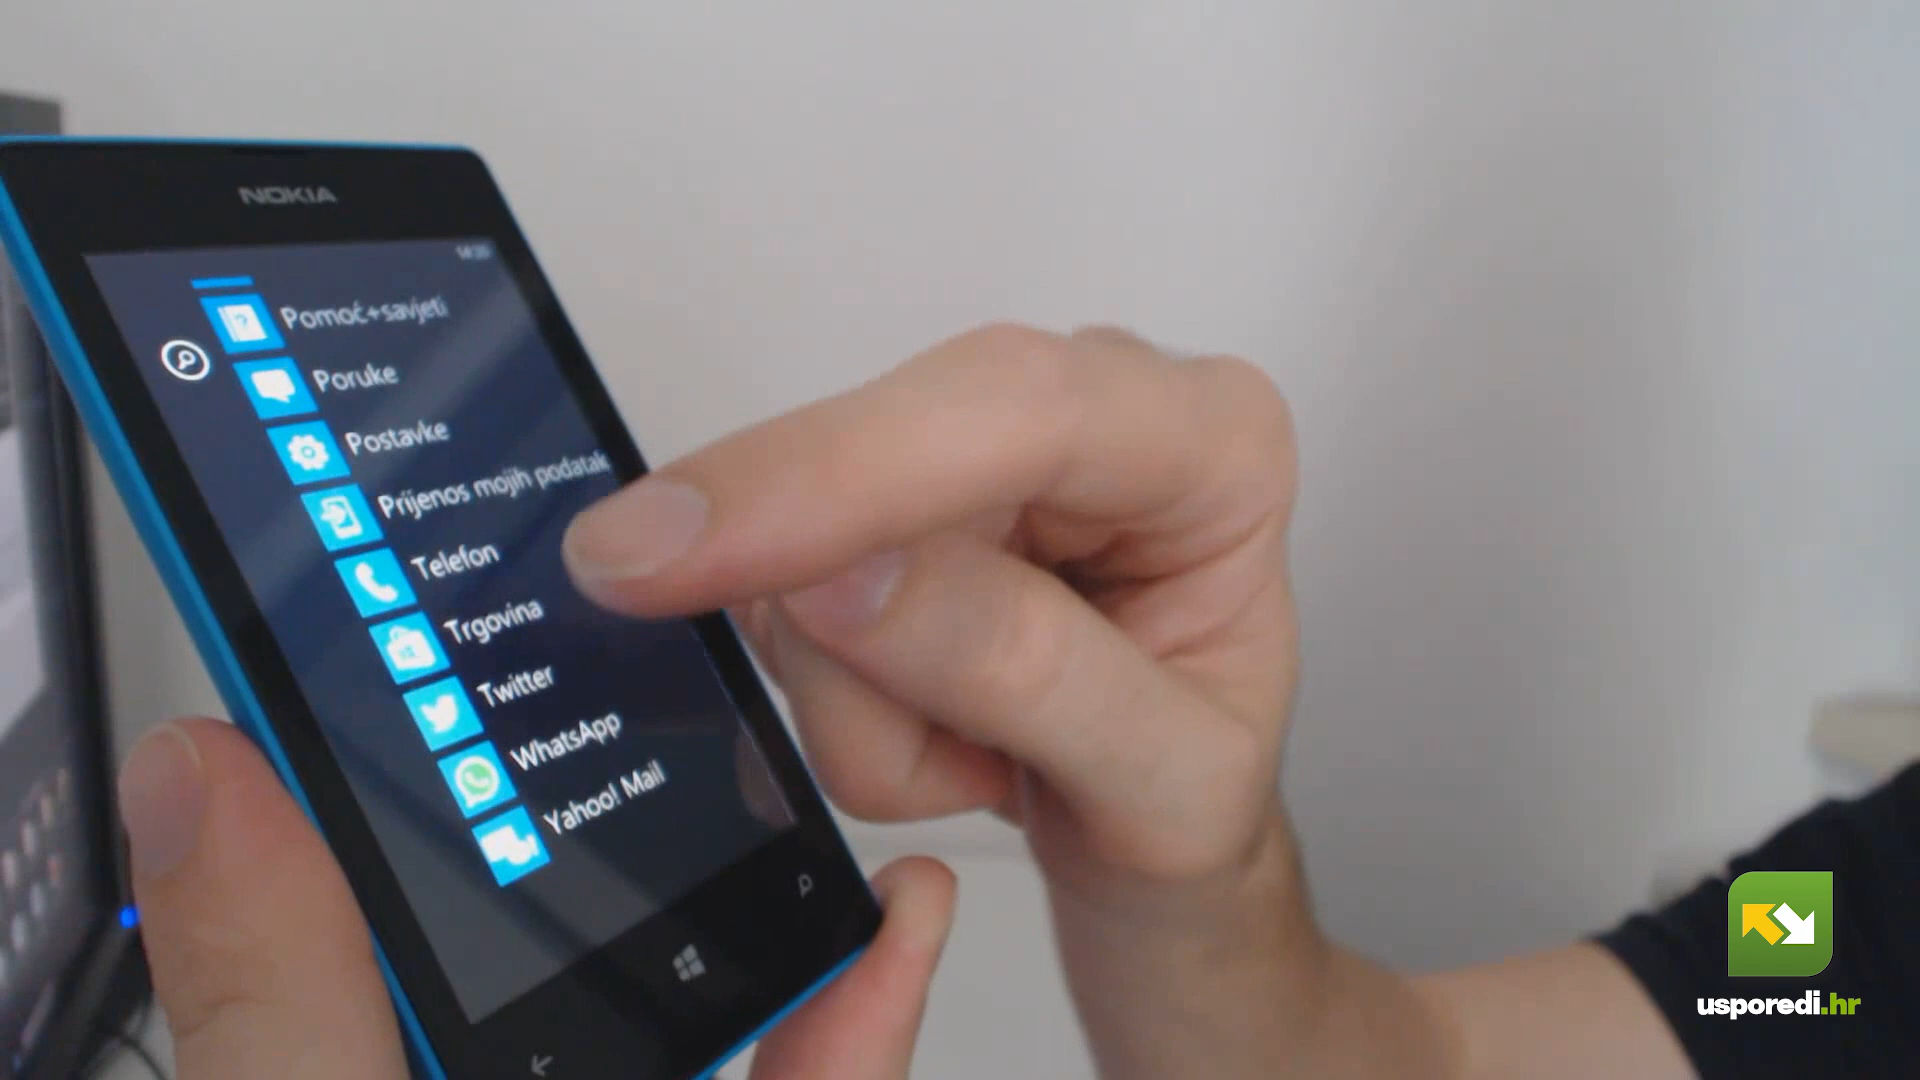 NOKIA
Pomoć+savjeti
Poruke
Postavke
Prijenos mojih podatak
Telefon
Trgovina
Twitter
WhatsApp
Yahoo! Mail
usporedi.hr